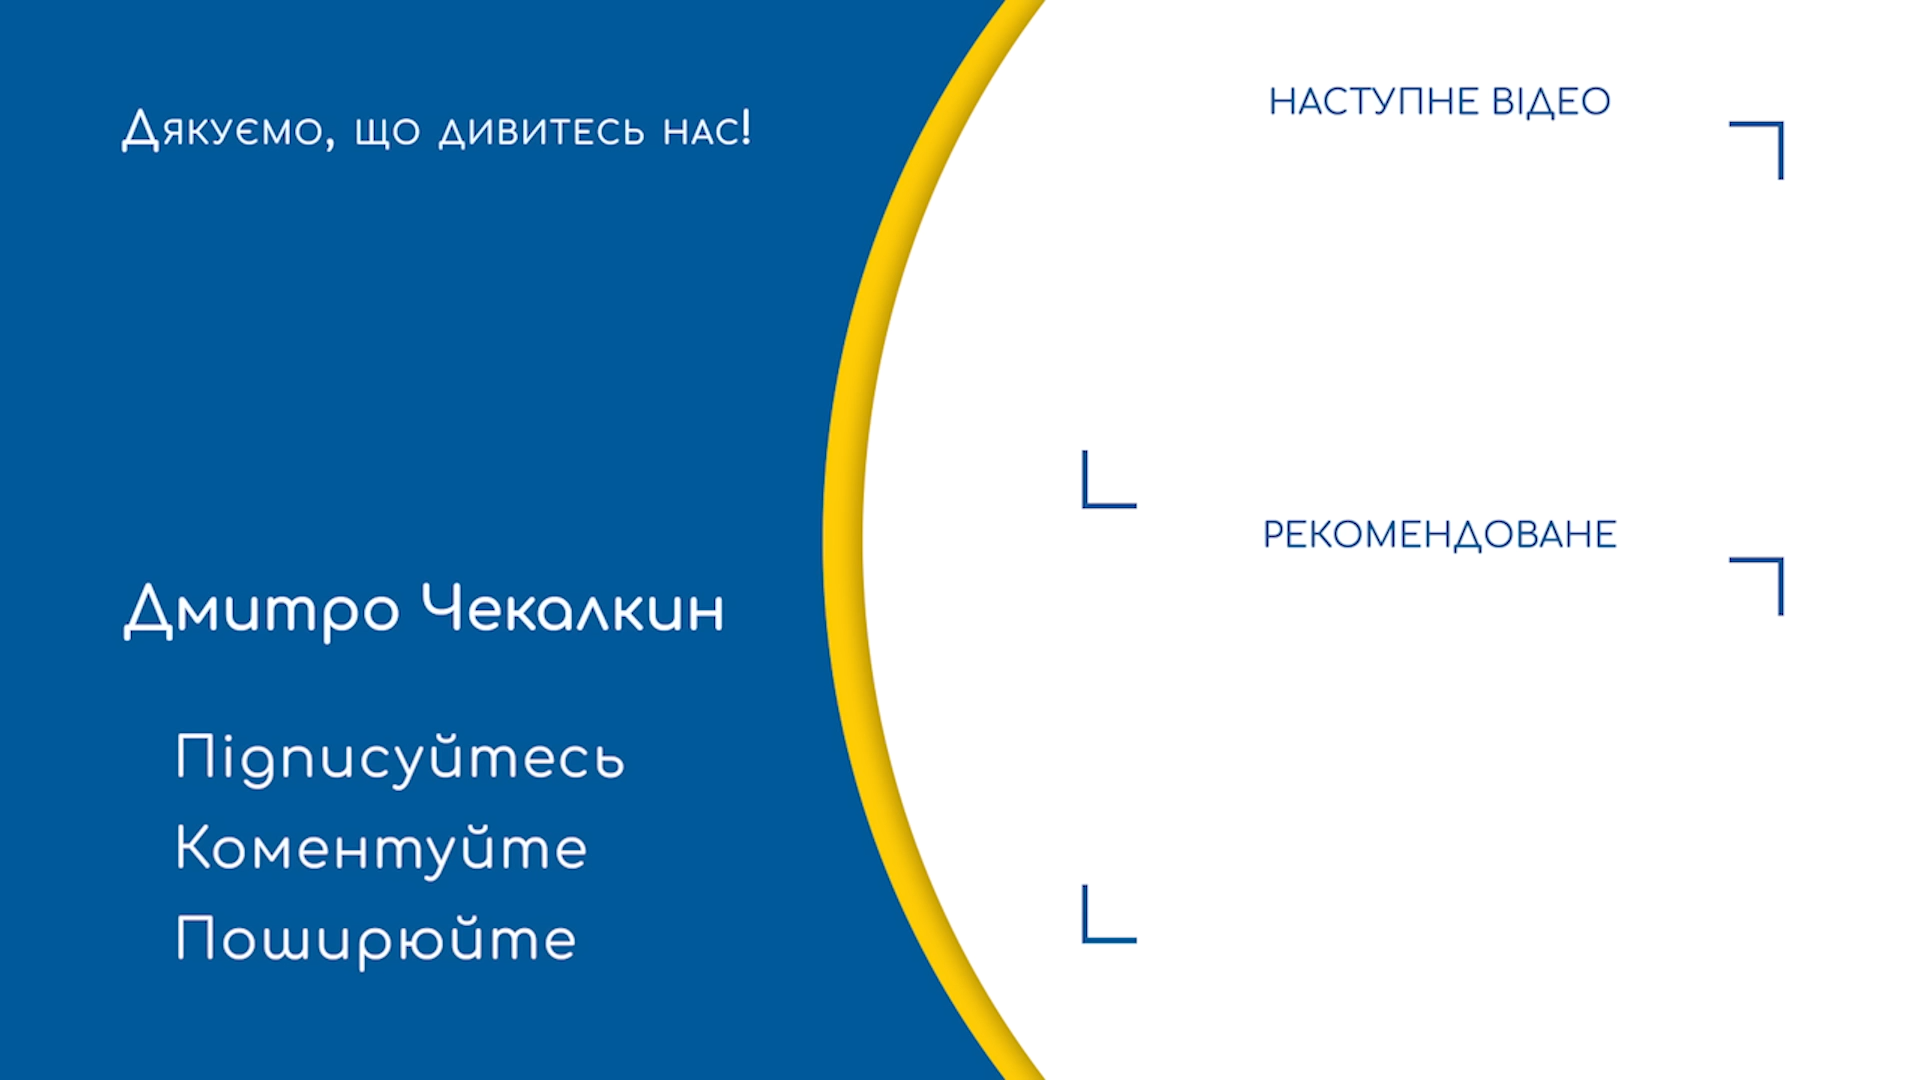 Дякуємо, що дивитесь нас!
Дмитро Чекалкин
Підписуйтесь
Коментуйте
Поширюйте
НАСТУПНЕ ВІДЕО
РЕКОМЕНДОВАНЕ